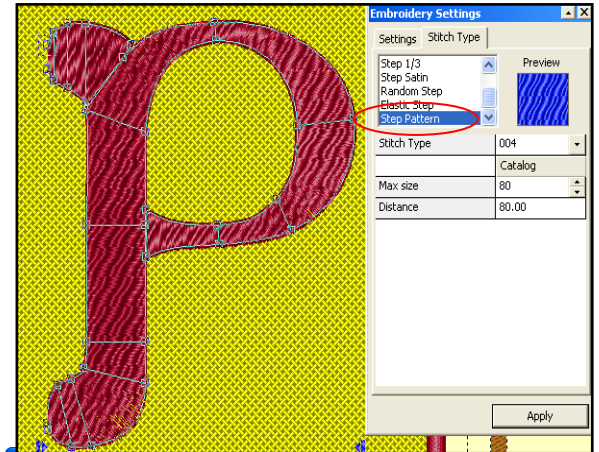 Embroidery Settings
Settings Stitch Type
Step 1/3
Step Satin
Random Step
Elastic Step
Step Pattern
Preview
Stitch Type 004
Catalog
Max size 80
Distance 80.00
Apply
P